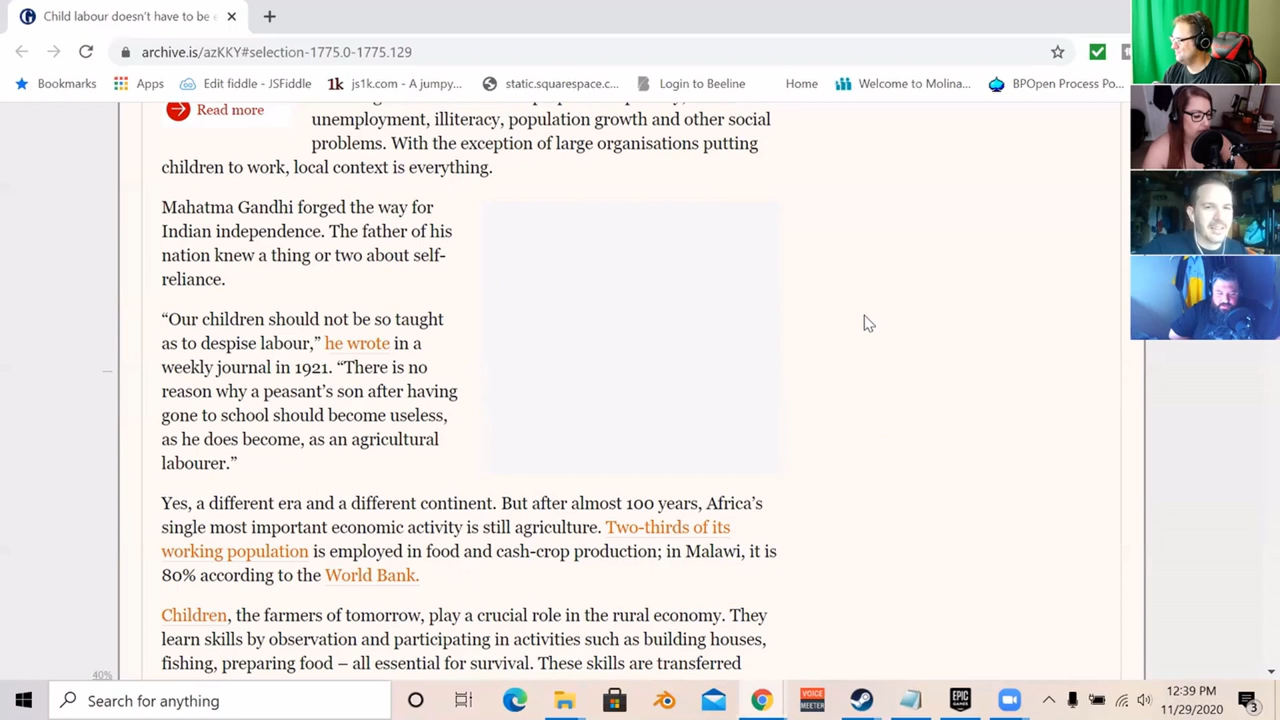 Child labour doesn't have to be
archive.is/azKKY#selection-1775.0-1775.129
Bookmarks Apps Edit fiddle - JSFiddle js1k.com - A jumpy... static.squarespace.c... Login to Beeline Home Welcome to Molina... BPOpen Process Po...
Read more
unemployment, illiteracy, population growth and other social
problems. With the exception of large organisations putting
children to work, local context is everything.
Mahatma Gandhi forged the way for
Indian independence. The father of his
nation knew a thing or two about self-
reliance.
“Our children should not be so taught
as to despise labour,” he wrote in a
weekly journal in 1921. “There is no
reason why a peasant’s son after having
gone to school should become useless,
as he does become, as an agricultural
labourer.”
Yes, a different era and a different continent. But after almost 100 years, Africa’s
single most important economic activity is still agriculture. Two-thirds of its
working population is employed in food and cash-crop production; in Malawi, it is
80% according to the World Bank.
Children, the farmers of tomorrow, play a crucial role in the rural economy. They
learn skills by observation and participating in activities such as building houses,
fishing, preparing food – all essential for survival. These skills are transferred
40%
Search for anything
VOICE
MEETER
EPIC
GAMES
12:39 PM
11/29/2020
3